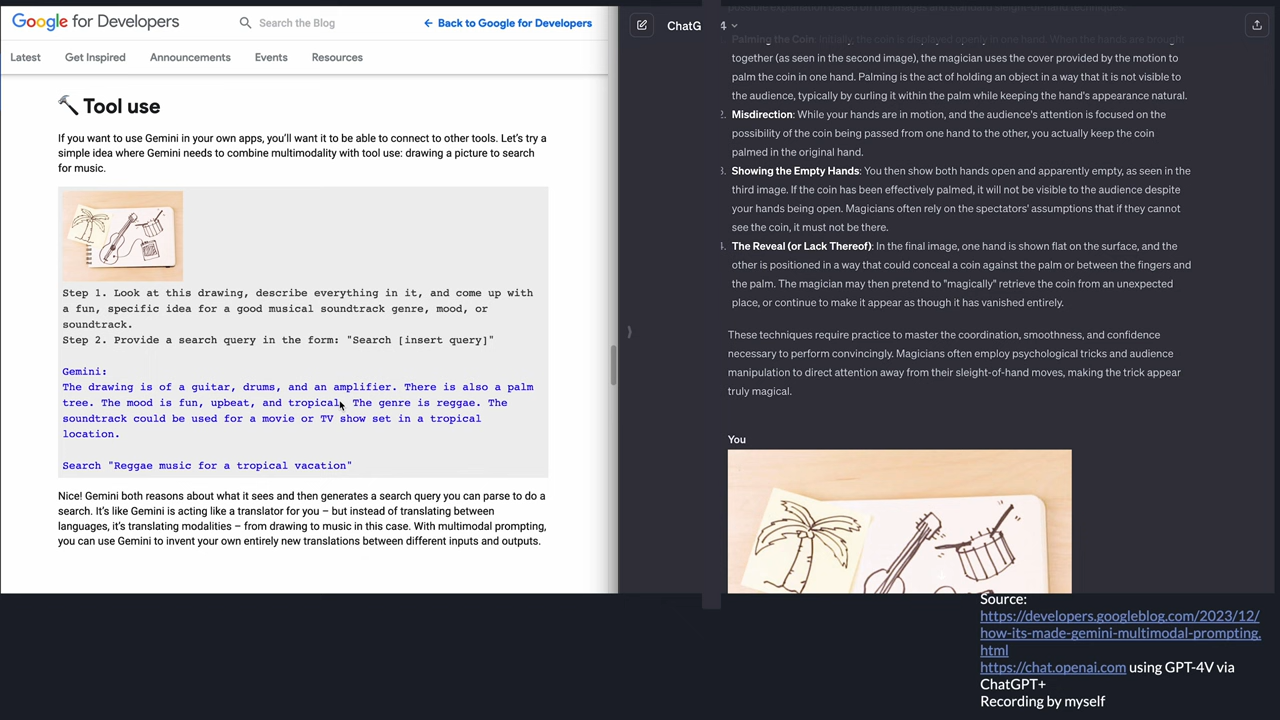 Google for Developers
Search the Blog
← Back to Google for Developers
Latest
Get Inspired
Announcements
Events
Resources
Tool use
If you want to use Gemini in your own apps, you'll want it to be able to connect to other tools. Let's try a
simple idea where Gemini needs to combine multimodality with tool use: drawing a picture to search
for music.
Step 1. Look at this drawing, describe everything in it, and come up with
a fun, specific idea for a good musical soundtrack genre, mood, or
soundtrack.
Step 2. Provide a search query in the form: "Search [insert query]"
Gemini:
The drawing is of a guitar, drums, and an amplifier. There is also a palm
tree. The mood is fun, upbeat, and tropical. The genre is reggae. The
soundtrack could be used for a movie or TV show set in a tropical
location.
Search "Reggae music for a tropical vacation"
Nice! Gemini both reasons about what it sees and then generates a search query you can parse to do a
search. It's like Gemini is acting like a translator for you – but instead of translating between
languages, it's translating modalities – from drawing to music in this case. With multimodal prompting,
you can use Gemini to invent your own entirely new translations between different inputs and outputs.
ChatG 4
Palming the Coin: Initially, the coin is displayed openly in one hand. When the hands are brought
together (as seen in the second image), the magician uses the cover provided by the motion to
palm the coin in one hand. Palming is the act of holding an object in a way that it is not visible to
the audience, typically by curling it within the palm while keeping the hand's appearance natural.
2. Misdirection: While your hands are in motion, and the audience's attention is focused on the
possibility of the coin being passed from one hand to the other, you actually keep the coin
palmed in the original hand.
3. Showing the Empty Hands: You then show both hands open and apparently empty, as seen in the
third image. If the coin has been effectively palmed, it will not be visible to the audience despite
your hands being open. Magicians often rely on the spectators' assumptions that if they cannot
see the coin, it must not be there.
4. The Reveal (or Lack Thereof): In the final image, one hand is shown flat on the surface, and the
other is positioned in a way that could conceal a coin against the palm or between the fingers and
the palm. The magician may then pretend to "magically" retrieve the coin from an unexpected
place, or continue to make it appear as though it has vanished entirely.
These techniques require practice to master the coordination, smoothness, and confidence
necessary to perform convincingly. Magicians often employ psychological tricks and audience
manipulation to direct attention away from their sleight-of-hand moves, making the trick appear
truly magical.
You
Source:
https://developers.googleblog.com/2023/12/
how-its-made-gemini-multimodal-prompting.
html
https://chat.openai.com using GPT-4V via
ChatGPT+
Recording by myself